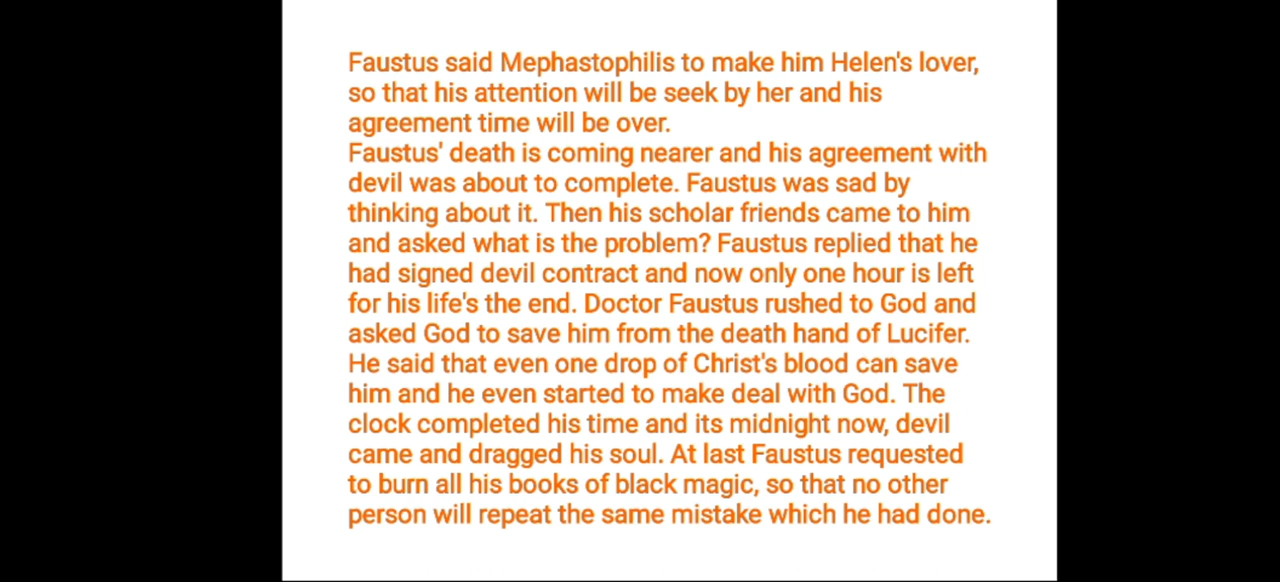 Faustus said Mephastophilis to make him Helen's lover,
so that his attention will be seek by her and his
agreement time will be over.
Faustus' death is coming nearer and his agreement with
devil was about to complete. Faustus was sad by
thinking about it. Then his scholar friends came to him
and asked what is the problem? Faustus replied that he
had signed devil contract and now only one hour is left
for his life's the end. Doctor Faustus rushed to God and
asked God to save him from the death hand of Lucifer.
He said that even one drop of Christ's blood can save
him and he even started to make deal with God. The
clock completed his time and its midnight now, devil
came and dragged his soul. At last Faustus requested
to burn all his books of black magic, so that no other
person will repeat the same mistake which he had done.